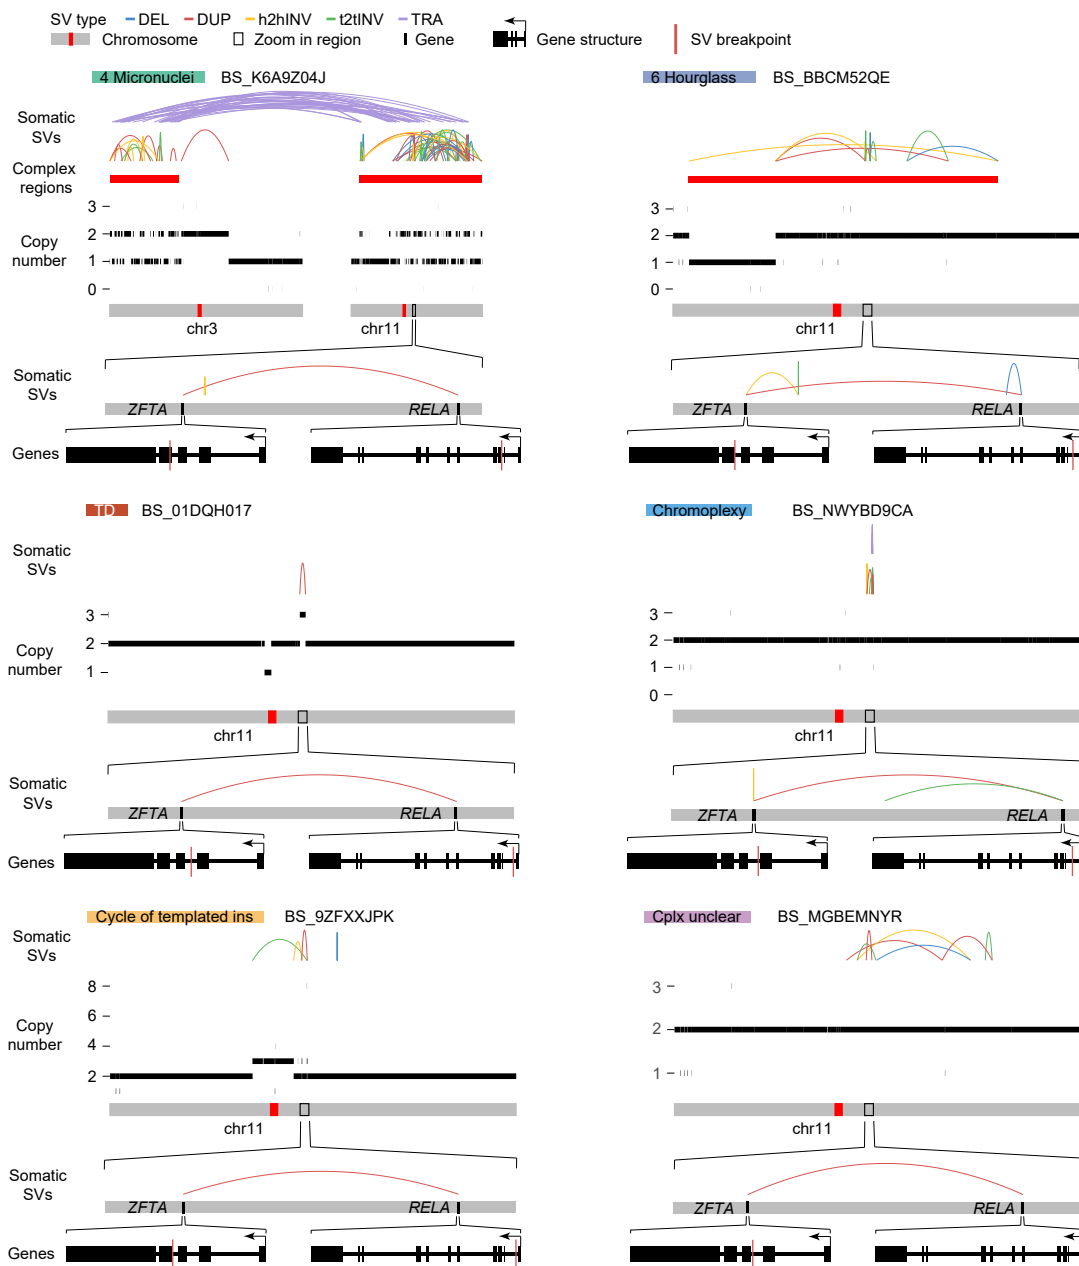 SV type DEL DUP h2hINV t2tINV TRA
Chromosome Zoom in region Gene Gene structure SV breakpoint
4 Micronuclei BS_K6A9Z04J
Somatic
SVs
Complex
regions
3
2
Copy
number
1
0
chr3 chr11
Somatic
SVs
ZFTA RELA
Genes
6 Hourglass BS_BBCM52QE
3
2
1
0
chr11
ZFTA RELA
TD BS_01DQH017
Somatic
SVs
3
2
Copy
number
1
chr11
Somatic
SVs
ZFTA RELA
Genes
Chromoplexy BS_NWYBD9CA
3
2
1
0
chr11
ZFTA RELA
Cycle of templated ins BS_9ZFXXJPK
Somatic
SVs
8
6
Copy
number
4
2
chr11
Somatic
SVs
ZFTA RELA
Genes
Cplx unclear BS_MGBEMNYR
3
2
1
chr11
ZFTA RELA